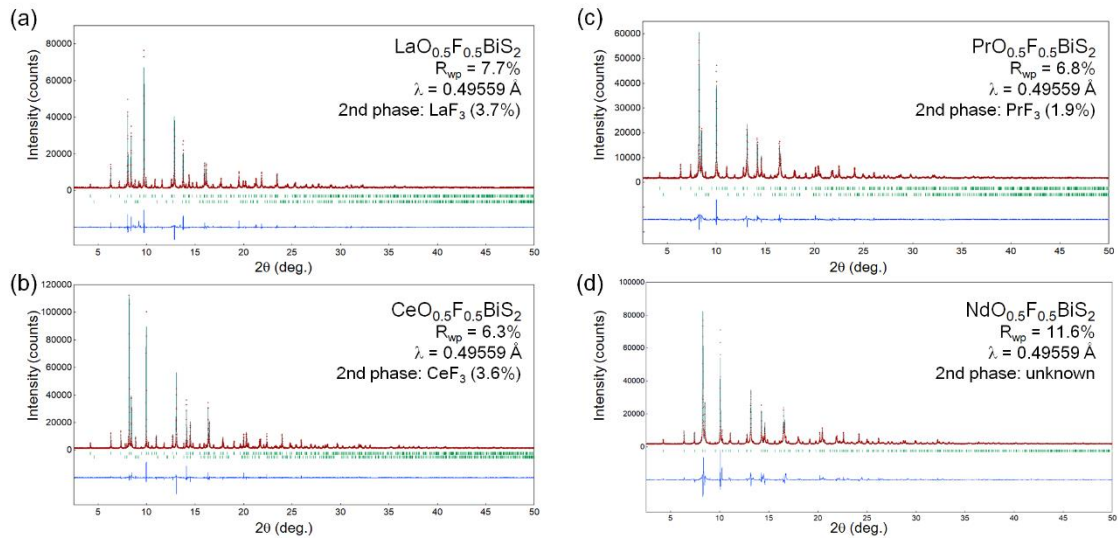 (a)
LaO0.5F0.5BiS2
Rwp = 7.7%
λ = 0.49559 Å
2nd phase: LaF3 (3.7%)
Intensity (counts)
80000
60000
40000
20000
0
5 10 15 20 25 30 35 40 45 50
2θ (deg.)
(b)
CeO0.5F0.5BiS2
Rwp = 6.3%
λ = 0.49559 Å
2nd phase: CeF3 (3.6%)
Intensity (counts)
120000
100000
80000
60000
40000
20000
0
5 10 15 20 25 30 35 40 45 50
2θ (deg.)
(c)
PrO0.5F0.5BiS2
Rwp = 6.8%
λ = 0.49559 Å
2nd phase: PrF3 (1.9%)
Intensity (counts)
60000
50000
40000
30000
20000
10000
0
5 10 15 20 25 30 35 40 45 50
2θ (deg.)
(d)
NdO0.5F0.5BiS2
Rwp = 11.6%
λ = 0.49559 Å
2nd phase: unknown
Intensity (counts)
100000
80000
60000
40000
20000
0
5 10 15 20 25 30 35 40 45 50
2θ (deg.)